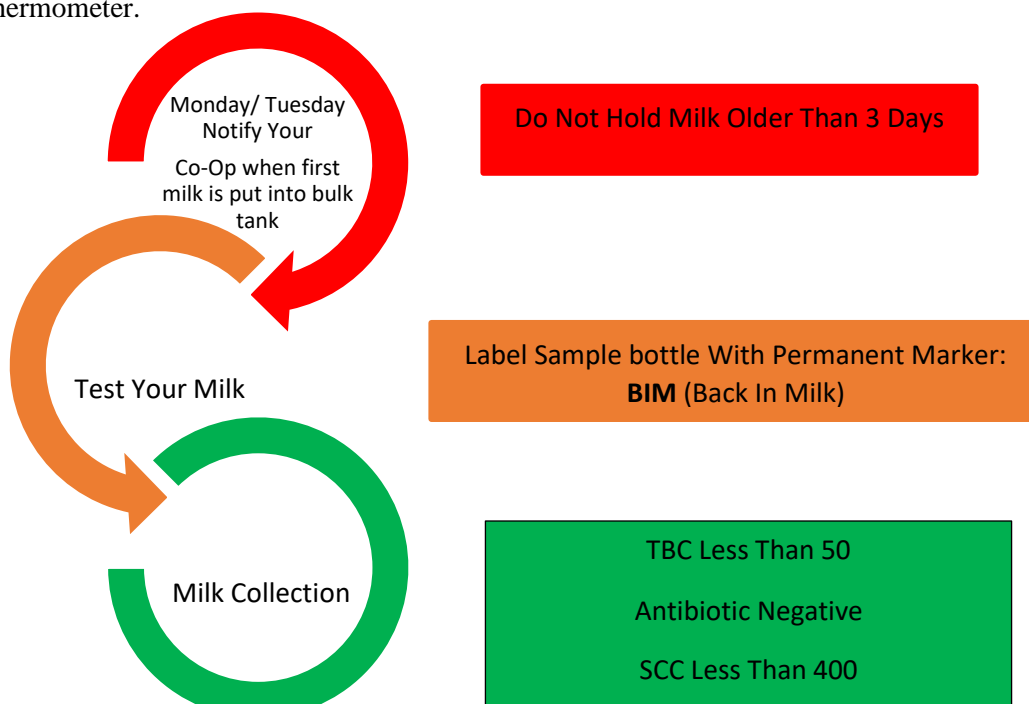 hermometer.
Monday/ Tuesday
Notify Your
Co-Op when first
milk is put into bulk
tank
Do Not Hold Milk Older Than 3 Days
Test Your Milk
Label Sample bottle With Permanent Marker:
BIM (Back In Milk)
Milk Collection
TBC Less Than 50
Antibiotic Negative
SCC Less Than 400